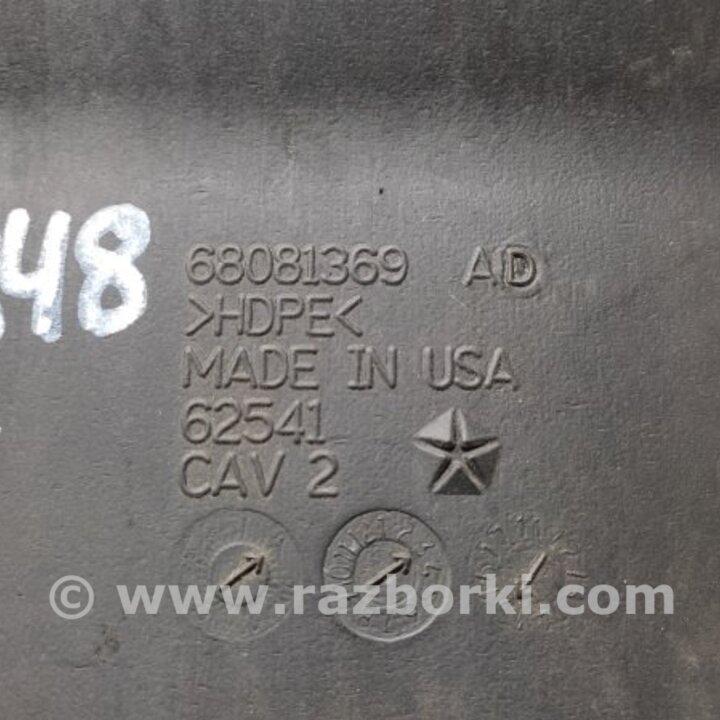 48
68081369 AD
>HDPE<
MADE IN USA
62541
CAV 2
© www.razborki.com